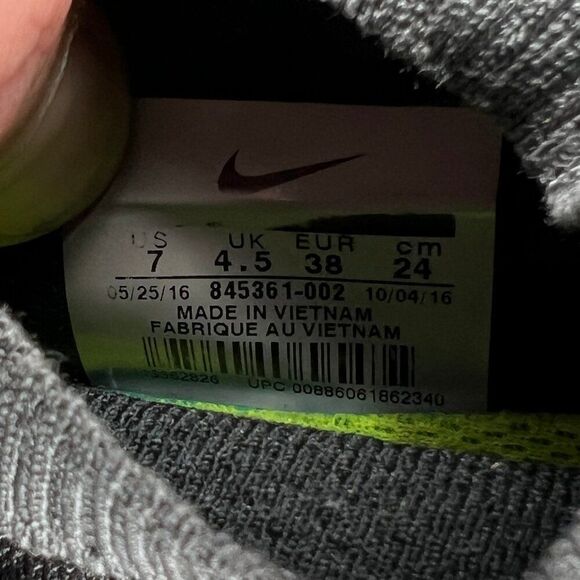 US UK EUR cm
7 4.5 38 24
05/25/16 845361-002 10/04/16
MADE IN VIETNAM
FABRIQUE AU VIETNAM
UPC 00886061862340